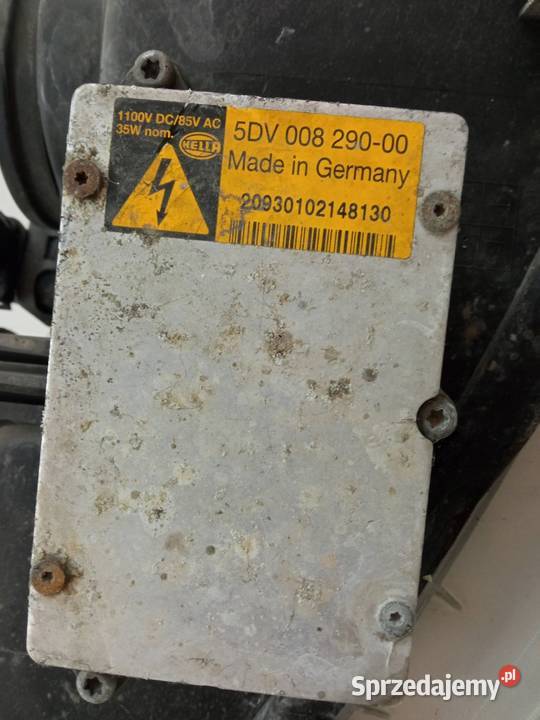 1100V DC/85V AC
35W nom.
HELLA
5DV 008 290-00
Made in Germany
20930102148130
Sprzedajemy.pl